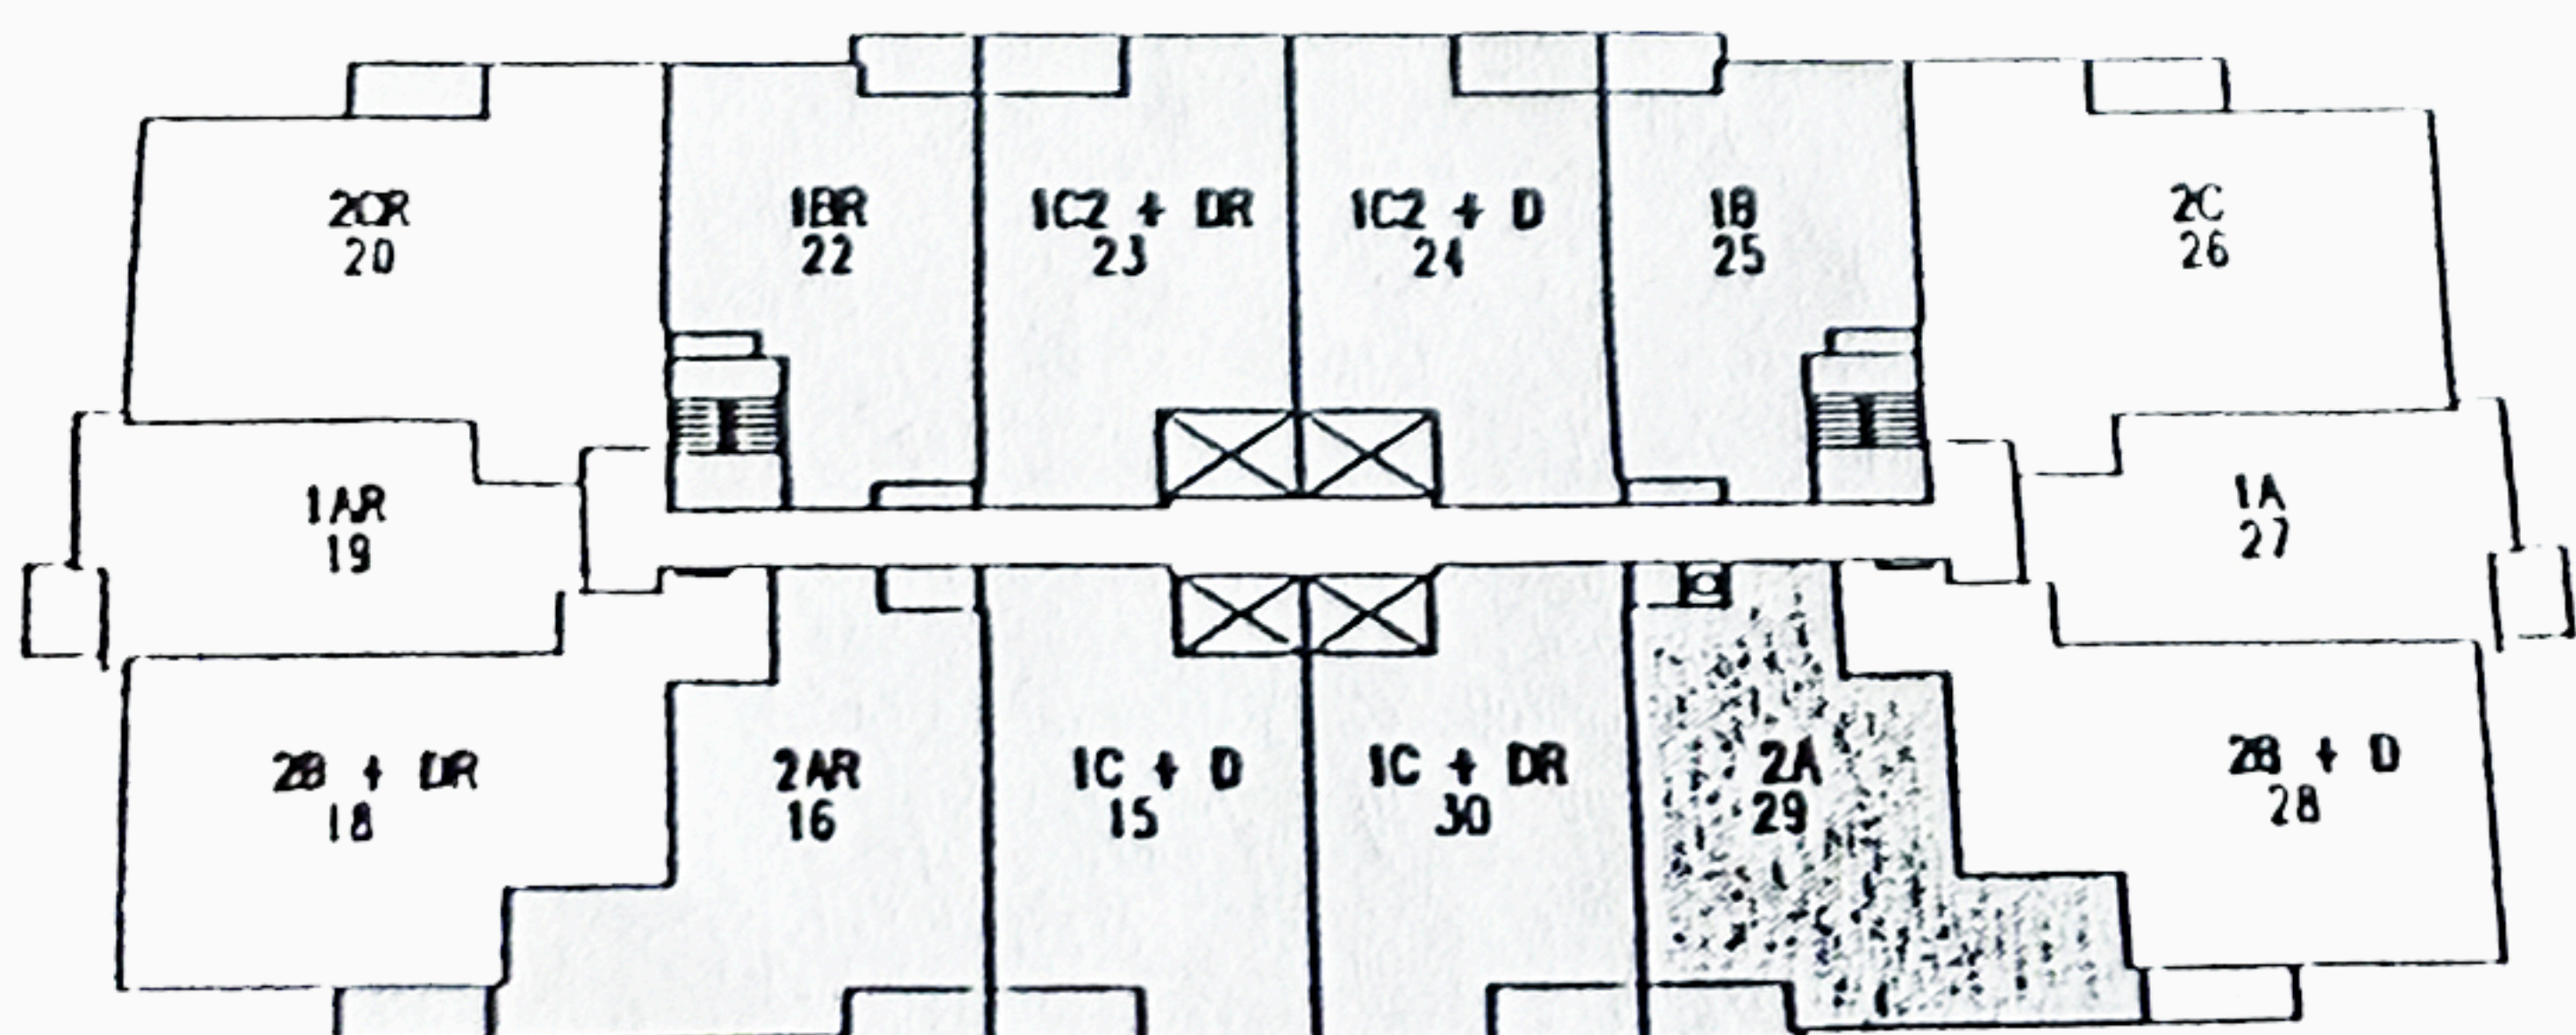 2CR
20
1BR
22
1C2 + DR
23
1C2 + D
24
1B
25
2C
26
1AR
19
1A
27
2B + DR
18
2AR
16
1C + D
15
1C + DR
30
2A
29
2B + D
28